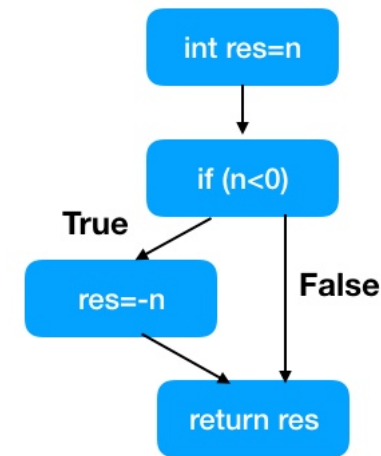 int res=n
if (n<0)
True
False
res=-n
return res